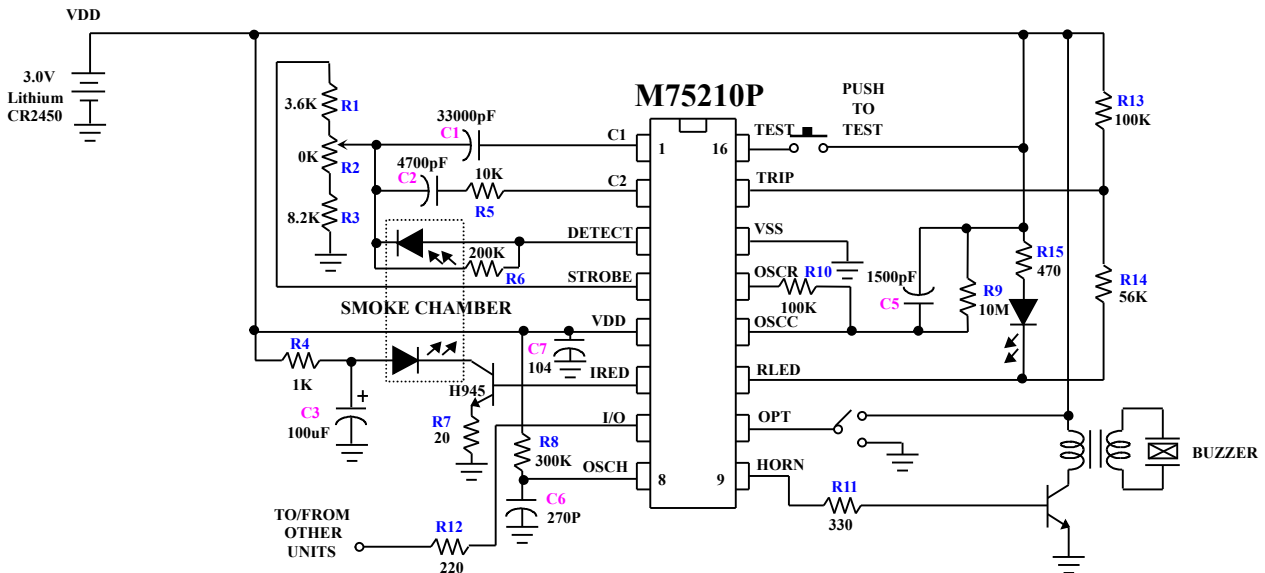 VDD
3.0V
Lithium
CR2450
3.6K R1
0K
R2
8.2K R3
33000pF
C1
4700pF
C2
10K
R5
200K
R6
SMOKE CHAMBER
R4
1K
C3
+
100uF
C7
104
H945
R7
20
R8
300K
C6
270P
TO/FROM
OTHER
UNITS
R12
220
M75210P
C1
C2
DETECT
STROBE
VDD
IRED
I/O
OSCH
1
16
8
9
TEST
TRIP
VSS
OSCR
OSCC
RLED
OPT
HORN
PUSH
TO
TEST
R10
100K
1500pF
C5
R9
10M
R15
470
R13
100K
R14
56K
R11
330
BUZZER